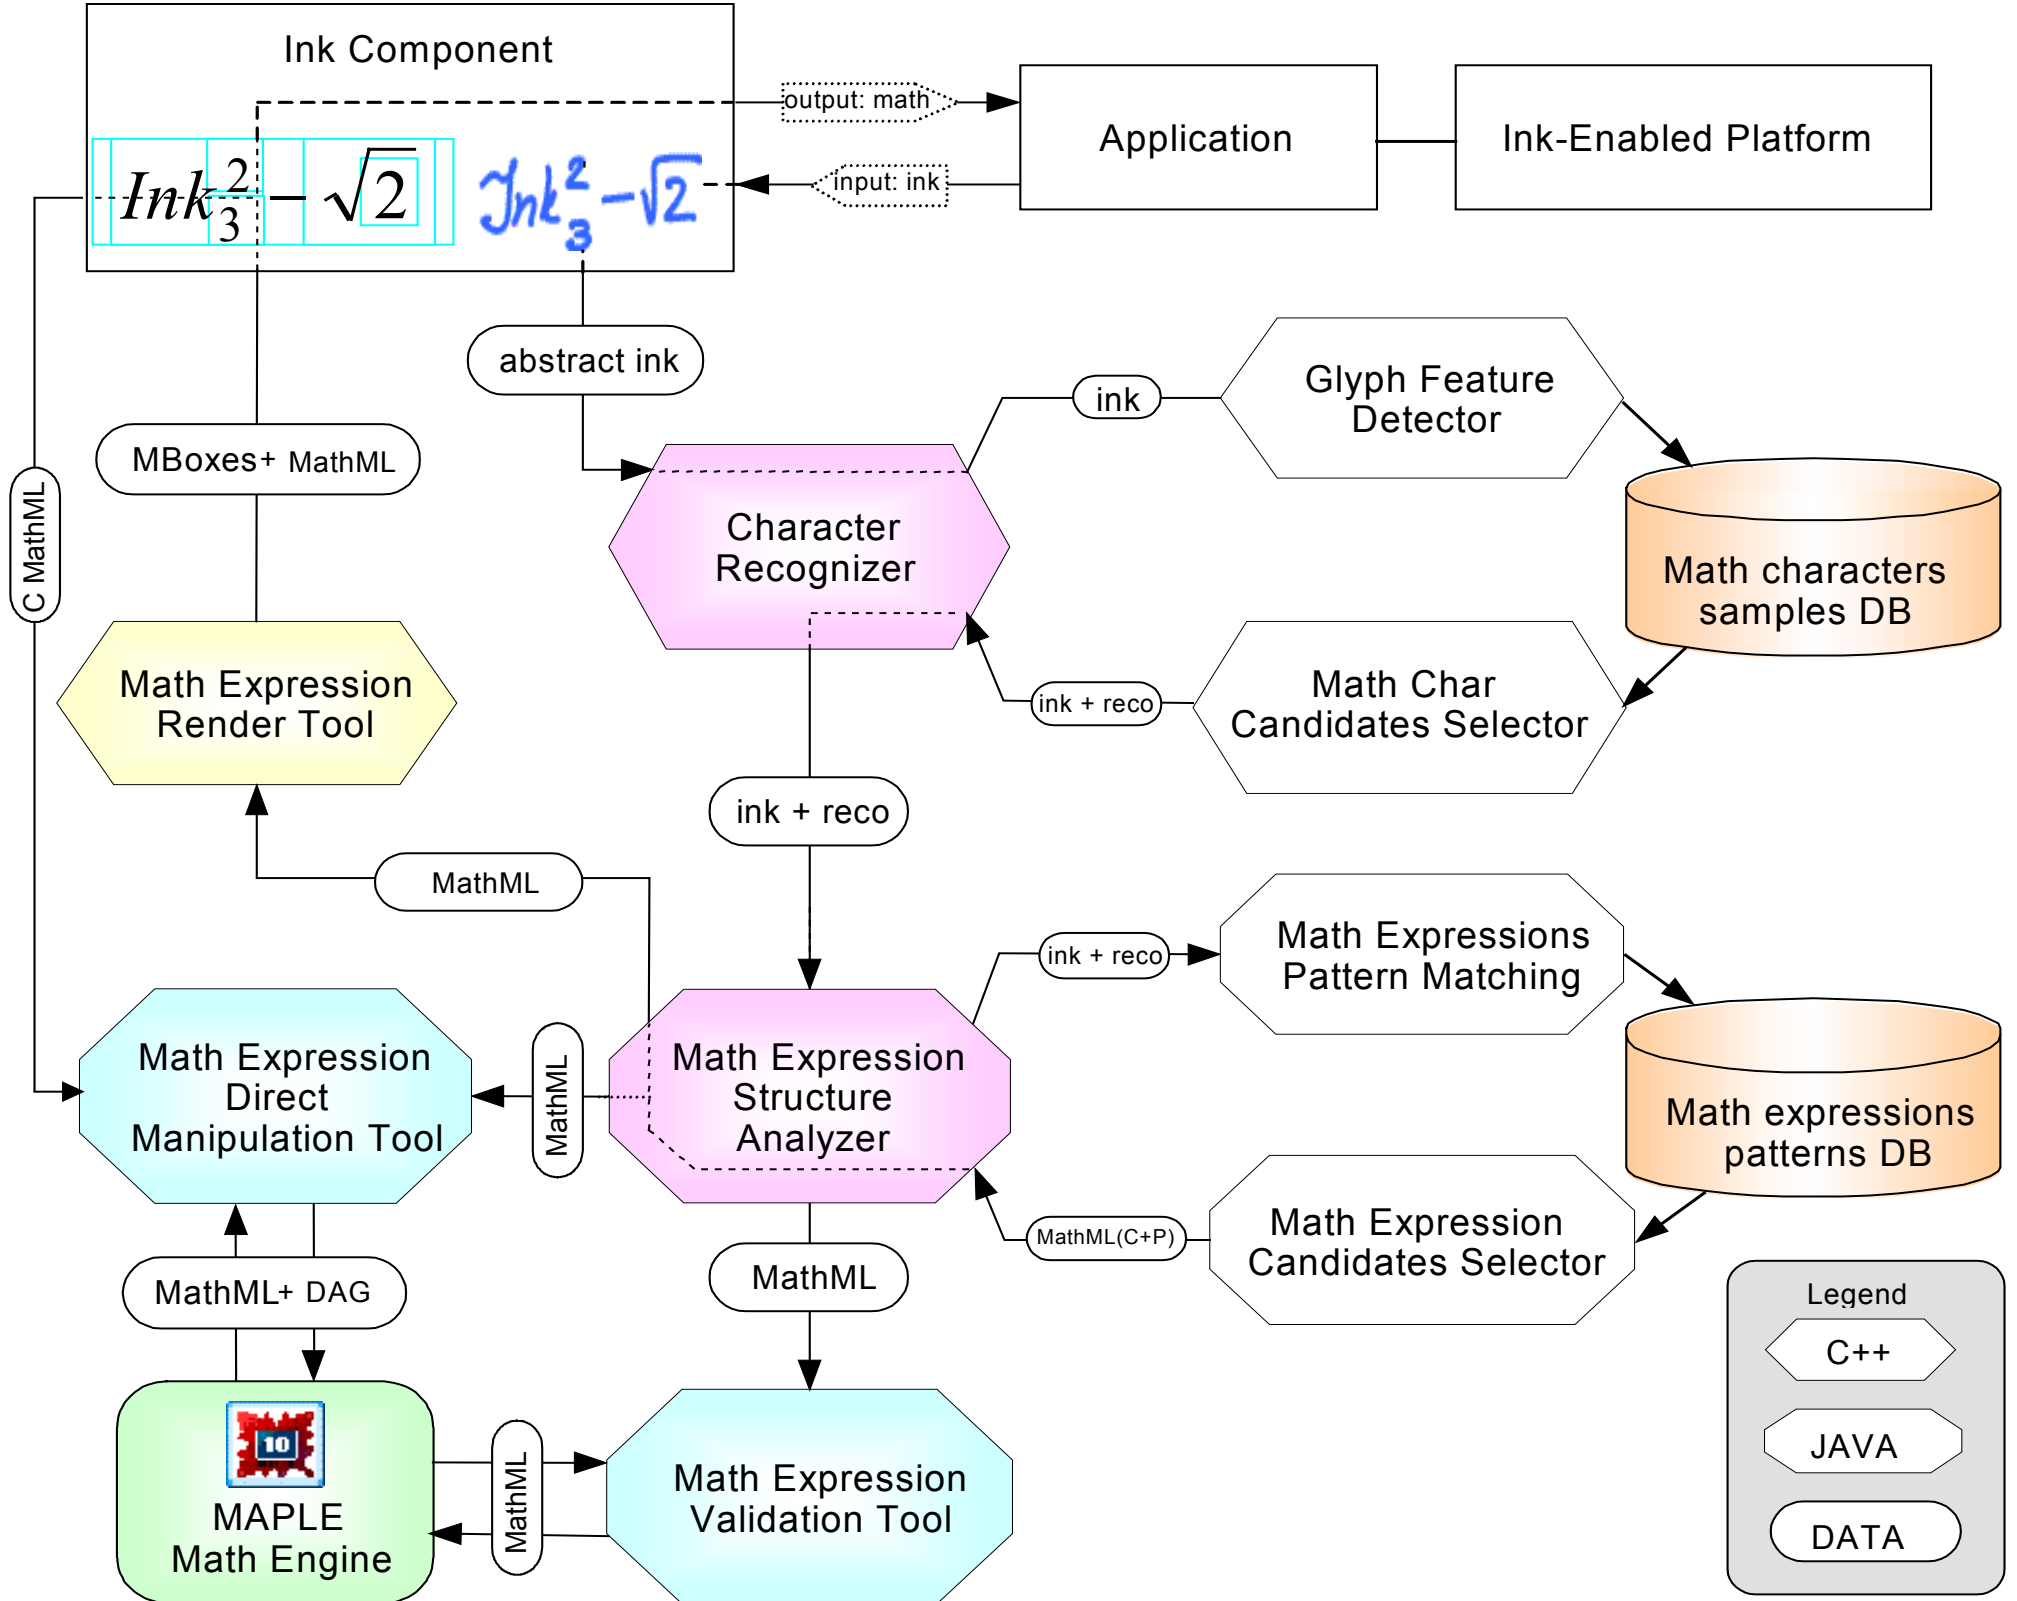 Ink Component
output: math
Application
Ink-Enabled Platform
Ink 2/3 − √2
Ink 2/3 − √2
input: ink
abstract ink
ink
Glyph Feature
Detector
MBoxes+ MathML
C MathML
Character
Recognizer
Math characters
samples DB
Math Expression
Render Tool
ink + reco
Math Char
Candidates Selector
ink + reco
MathML
ink + reco
Math Expressions
Pattern Matching
Math Expression
Direct
Manipulation Tool
MathML
Math Expression
Structure
Analyzer
Math expressions
patterns DB
MathML(C+P)
Math Expression
Candidates Selector
MathML+ DAG
MathML
Legend
C++
JAVA
DATA
10
MAPLE
Math Engine
MathML
Math Expression
Validation Tool